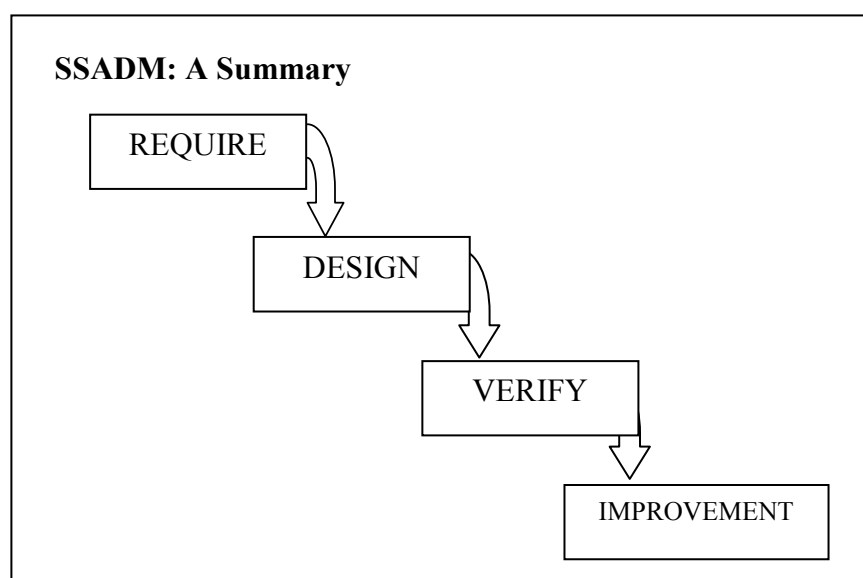 SSADM: A Summary
REQUIRE
DESIGN
VERIFY
IMPROVEMENT